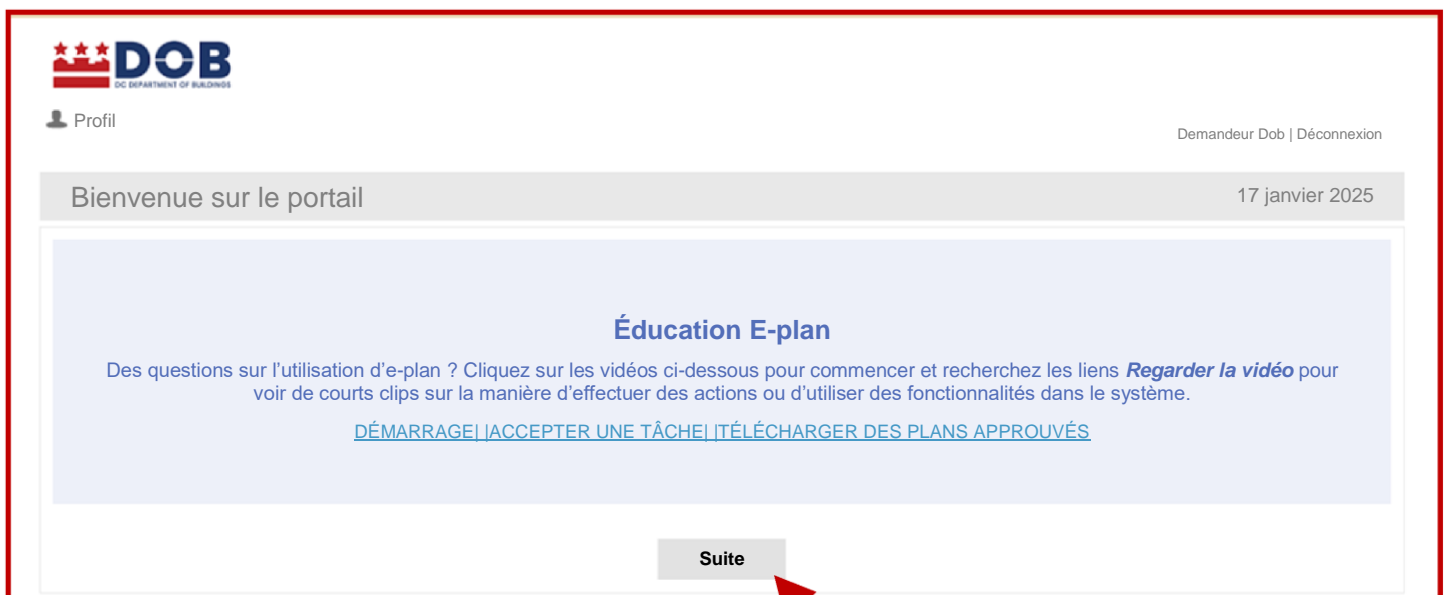 DOB
DC DEPARTMENT OF BUILDINGS
Profil
Demandeur Dob | Déconnexion
Bienvenue sur le portail
17 janvier 2025
Éducation E-plan
Des questions sur l’utilisation d’e-plan ? Cliquez sur les vidéos ci-dessous pour commencer et recherchez les liens Regarder la vidéo pour
voir de courts clips sur la manière d’effectuer des actions ou d’utiliser des fonctionnalités dans le système.
DÉMARRAGE| |ACCEPTER UNE TÂCHE| |TÉLÉCHARGER DES PLANS APPROUVÉS
Suite